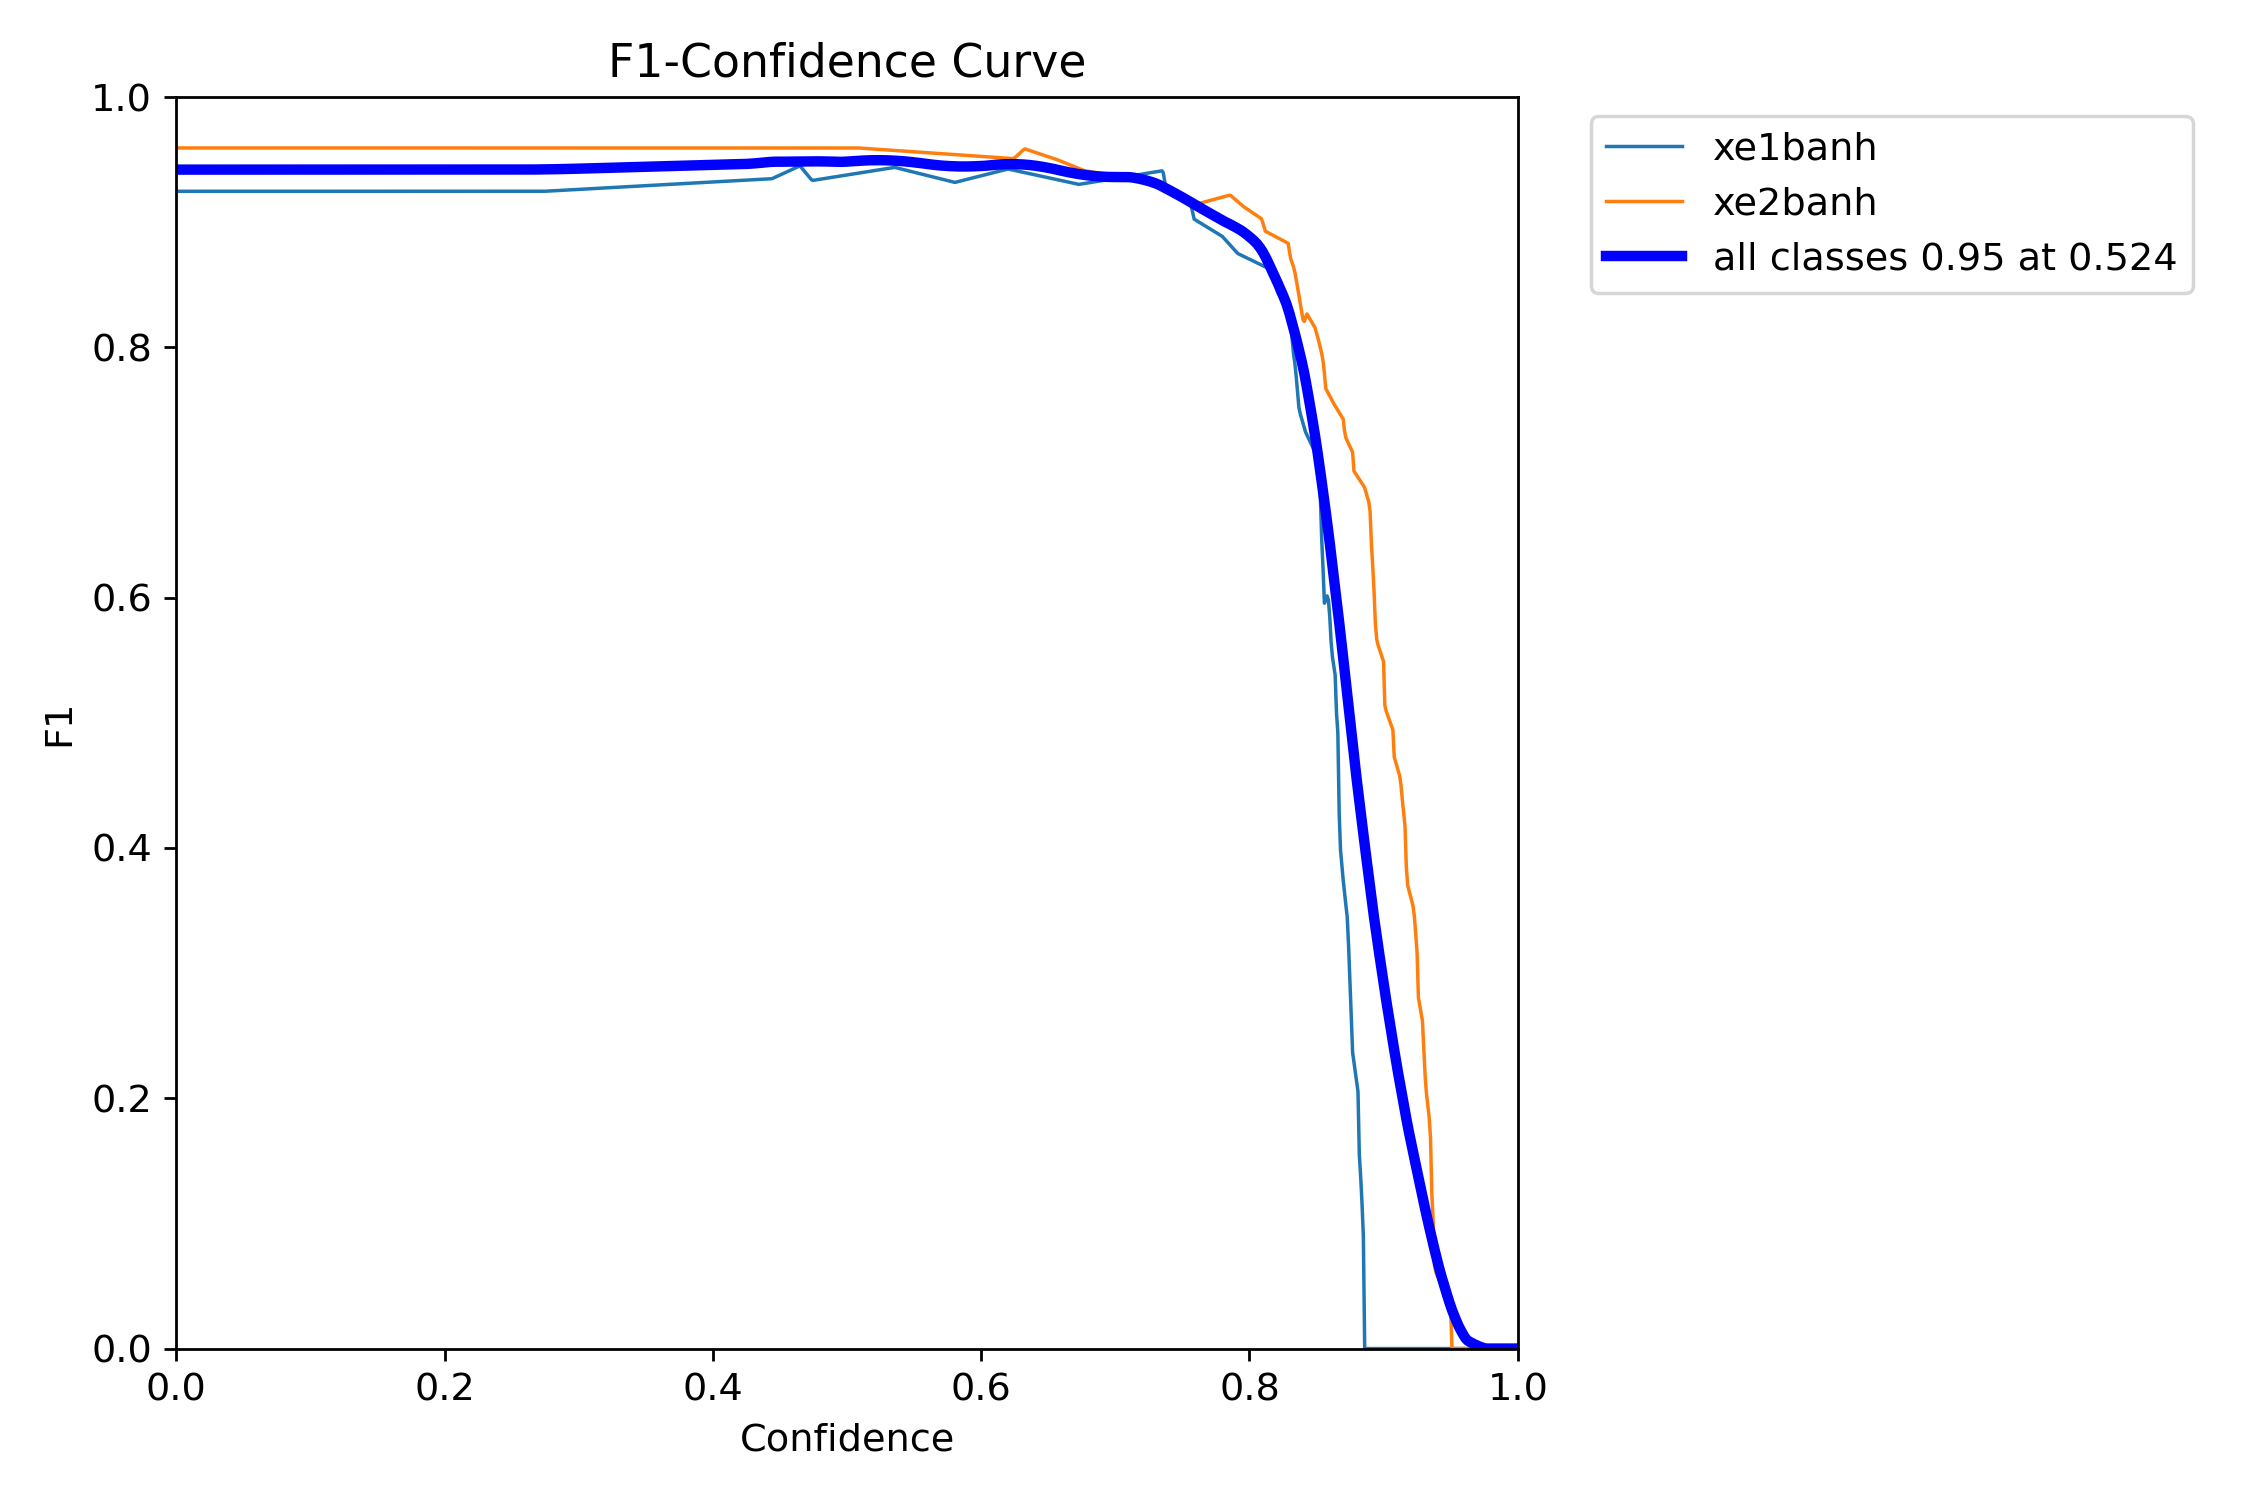 F1-Confidence Curve
1.0
0.8
0.6
0.4
0.2
0.0
F1
0.0 0.2 0.4 0.6 0.8 1.0
Confidence
xe1banh
xe2banh
all classes 0.95 at 0.524